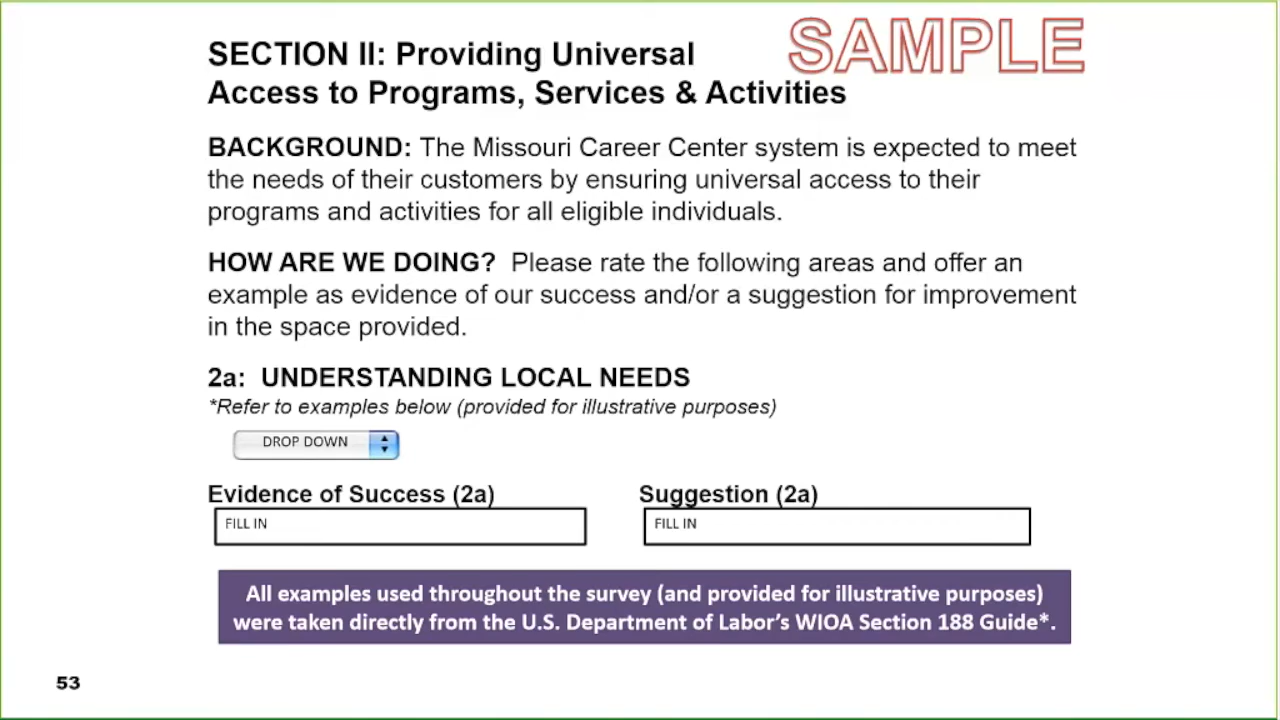 SAMPLE
SECTION II: Providing Universal
Access to Programs, Services & Activities
BACKGROUND: The Missouri Career Center system is expected to meet
the needs of their customers by ensuring universal access to their
programs and activities for all eligible individuals.
HOW ARE WE DOING? Please rate the following areas and offer an
example as evidence of our success and/or a suggestion for improvement
in the space provided.
2a: UNDERSTANDING LOCAL NEEDS
*Refer to examples below (provided for illustrative purposes)
DROP DOWN
Evidence of Success (2a)
FILL IN
Suggestion (2a)
FILL IN
All examples used throughout the survey (and provided for illustrative purposes)
were taken directly from the U.S. Department of Labor’s WIOA Section 188 Guide*.
53